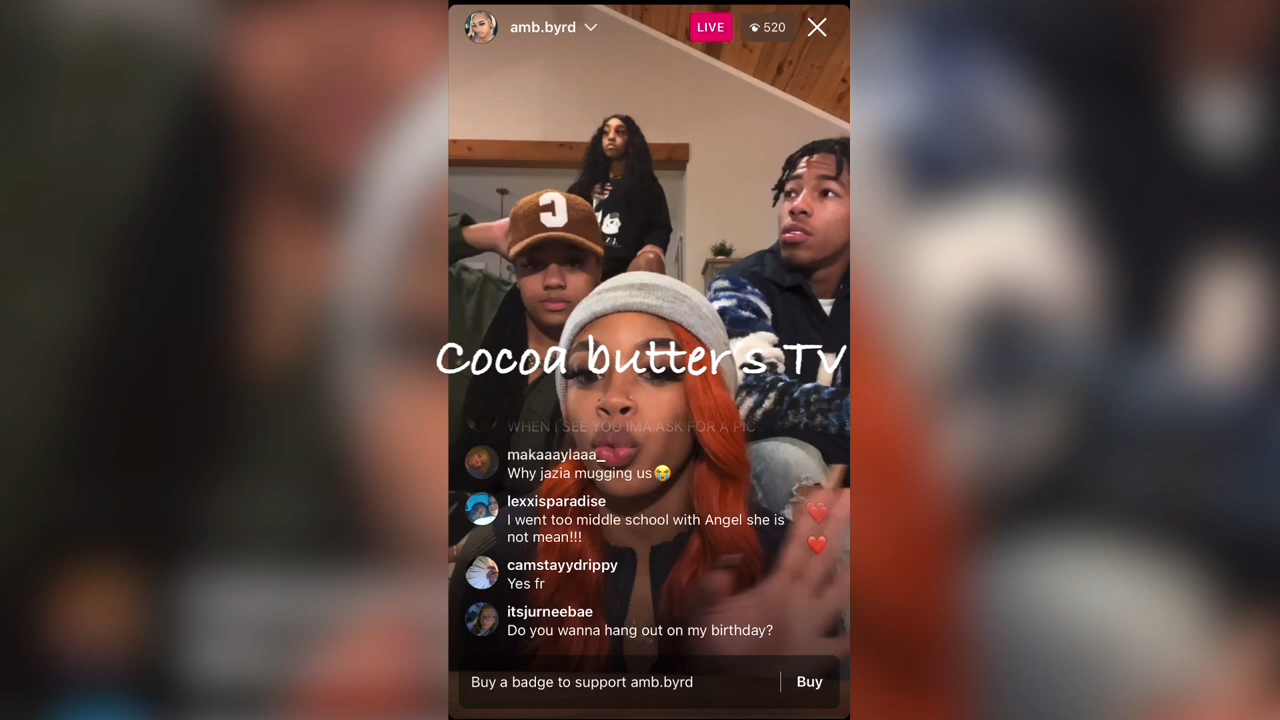 amb.byrd
LIVE
520
C
Cocoa butter's Tv
WHEN I SEE YOU IMA ASK FOR A PIC
makaaaylaaa_
Why jazia mugging us😭
lexxisparadise
I went too middle school with Angel she is
not mean!!!
camstayydrippy
Yes fr
itsjurneebae
Do you wanna hang out on my birthday?
Buy a badge to support amb.byrd
Buy